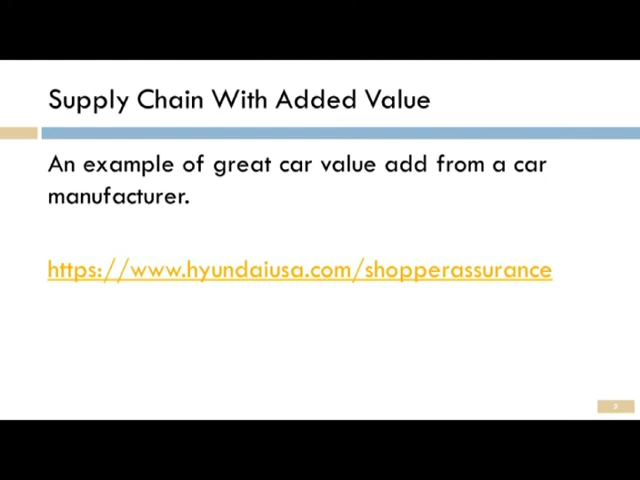 Supply Chain With Added Value
An example of great car value add from a car
manufacturer.
https://www.hyundaiusa.com/shopperassurance